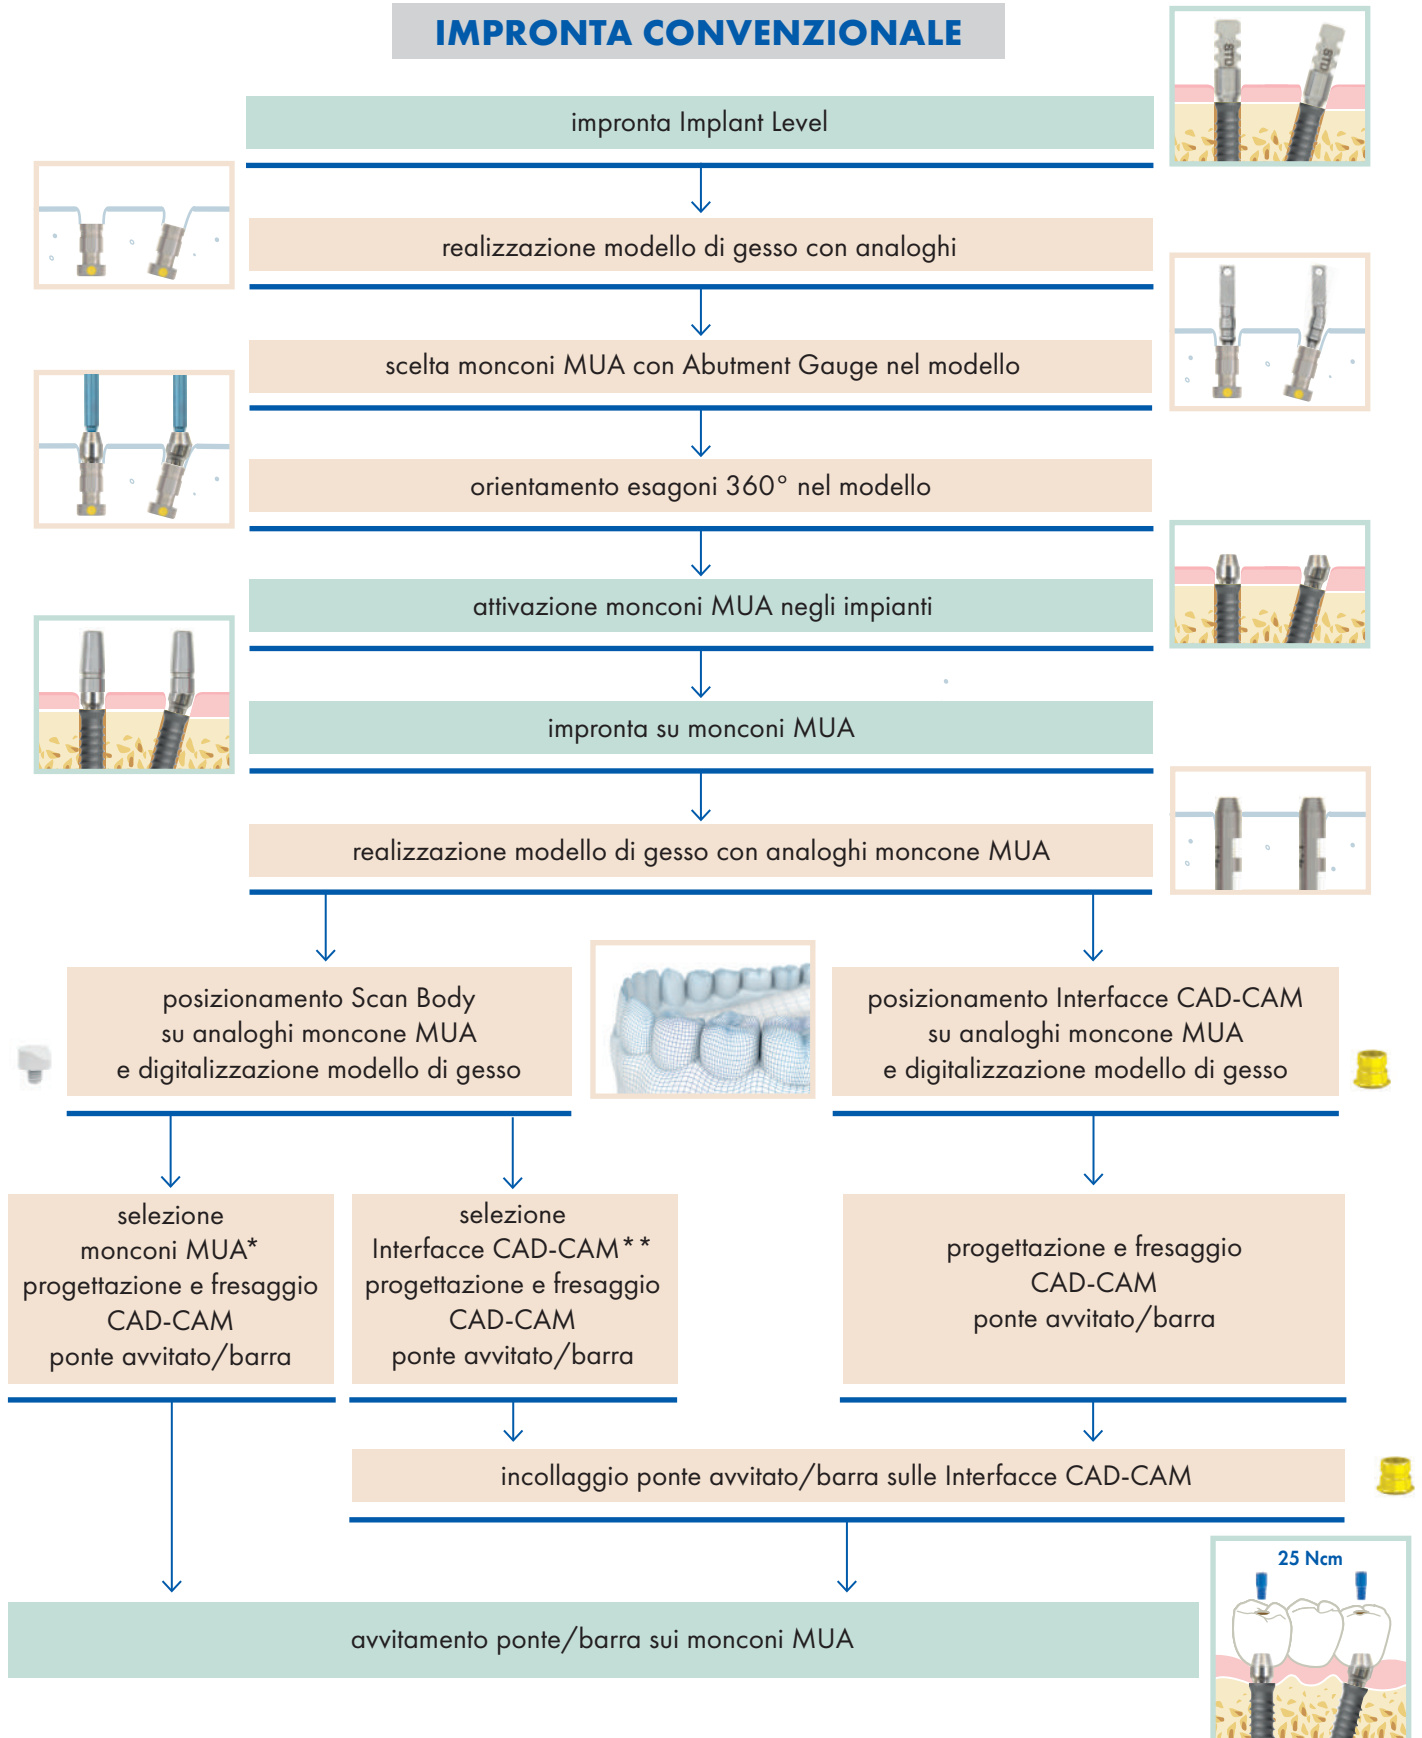 IMPRONTA CONVENZIONALE
STD
STD
impronta Implant Level
realizzazione modello di gesso con analoghi
scelta monconi MUA con Abutment Gauge nel modello
orientamento esagoni 360° nel modello
attivazione monconi MUA negli impianti
impronta su monconi MUA
realizzazione modello di gesso con analoghi moncone MUA
posizionamento Scan Body
su analoghi moncone MUA
e digitalizzazione modello di gesso
posizionamento Interfacce CAD-CAM
su analoghi moncone MUA
e digitalizzazione modello di gesso
selezione
monconi MUA*
progettazione e fresaggio
CAD-CAM
ponte avvitato/barra
selezione
Interfacce CAD-CAM**
progettazione e fresaggio
CAD-CAM
ponte avvitato/barra
progettazione e fresaggio
CAD-CAM
ponte avvitato/barra
incollaggio ponte avvitato/barra sulle Interfacce CAD-CAM
25 Ncm
avvitamento ponte/barra sui monconi MUA